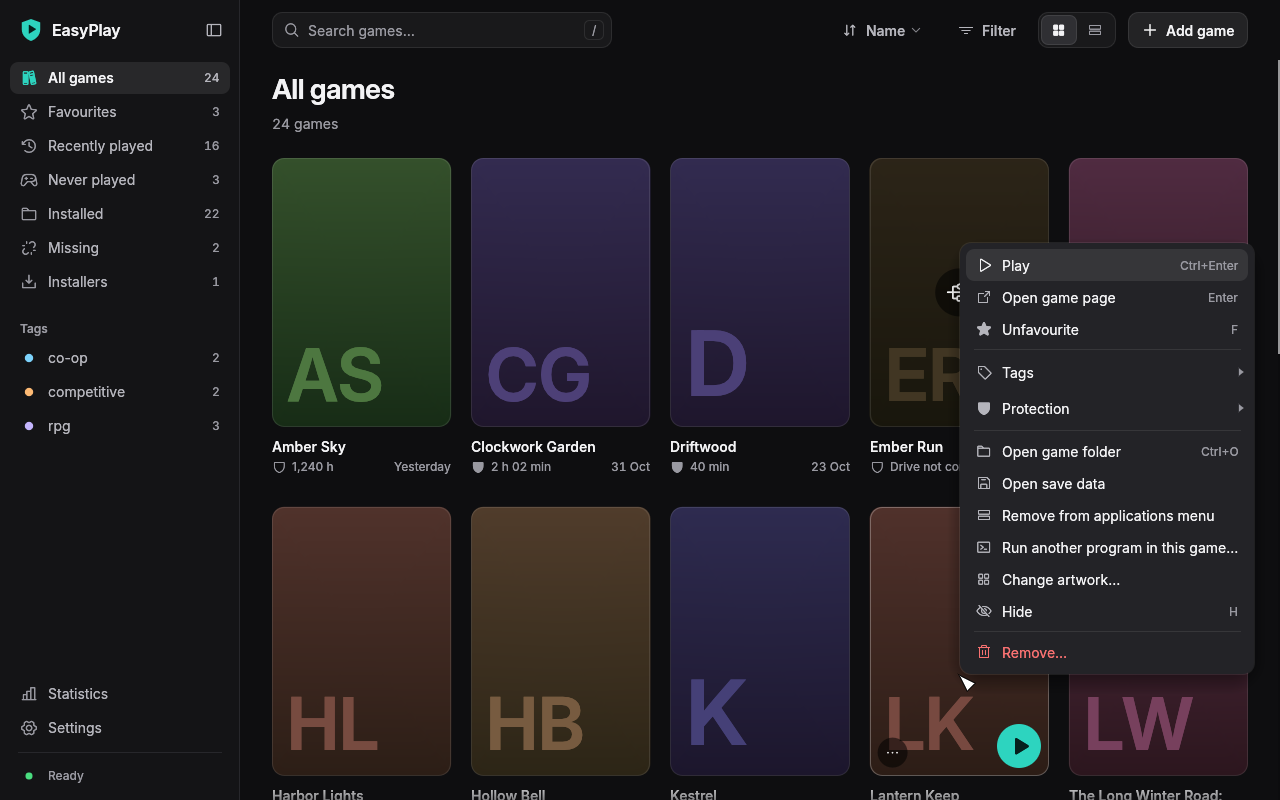 EasyPlay
Search games...
/
Name
Filter
Add game
All games 24
Favourites 3
Recently played 16
Never played 3
Installed 22
Missing 2
Installers 1
Tags
co-op 2
competitive 2
rpg 3
Statistics
Settings
Ready
All games
24 games
AS
CG
D
ER
Amber Sky
1,240 h Yesterday
Clockwork Garden
2 h 02 min 31 Oct
Driftwood
40 min 23 Oct
Ember Run
Drive not
HL
HB
K
LK
...
LW
Harbor Lights
Hollow Bell
Kestrel
Lantern Keep
The Long Winter Road:
Play Ctrl+Enter
Open game page Enter
Unfavourite F
Tags
Protection
Open game folder Ctrl+O
Open save data
Remove from applications menu
Run another program in this game...
Change artwork...
Hide H
Remove...